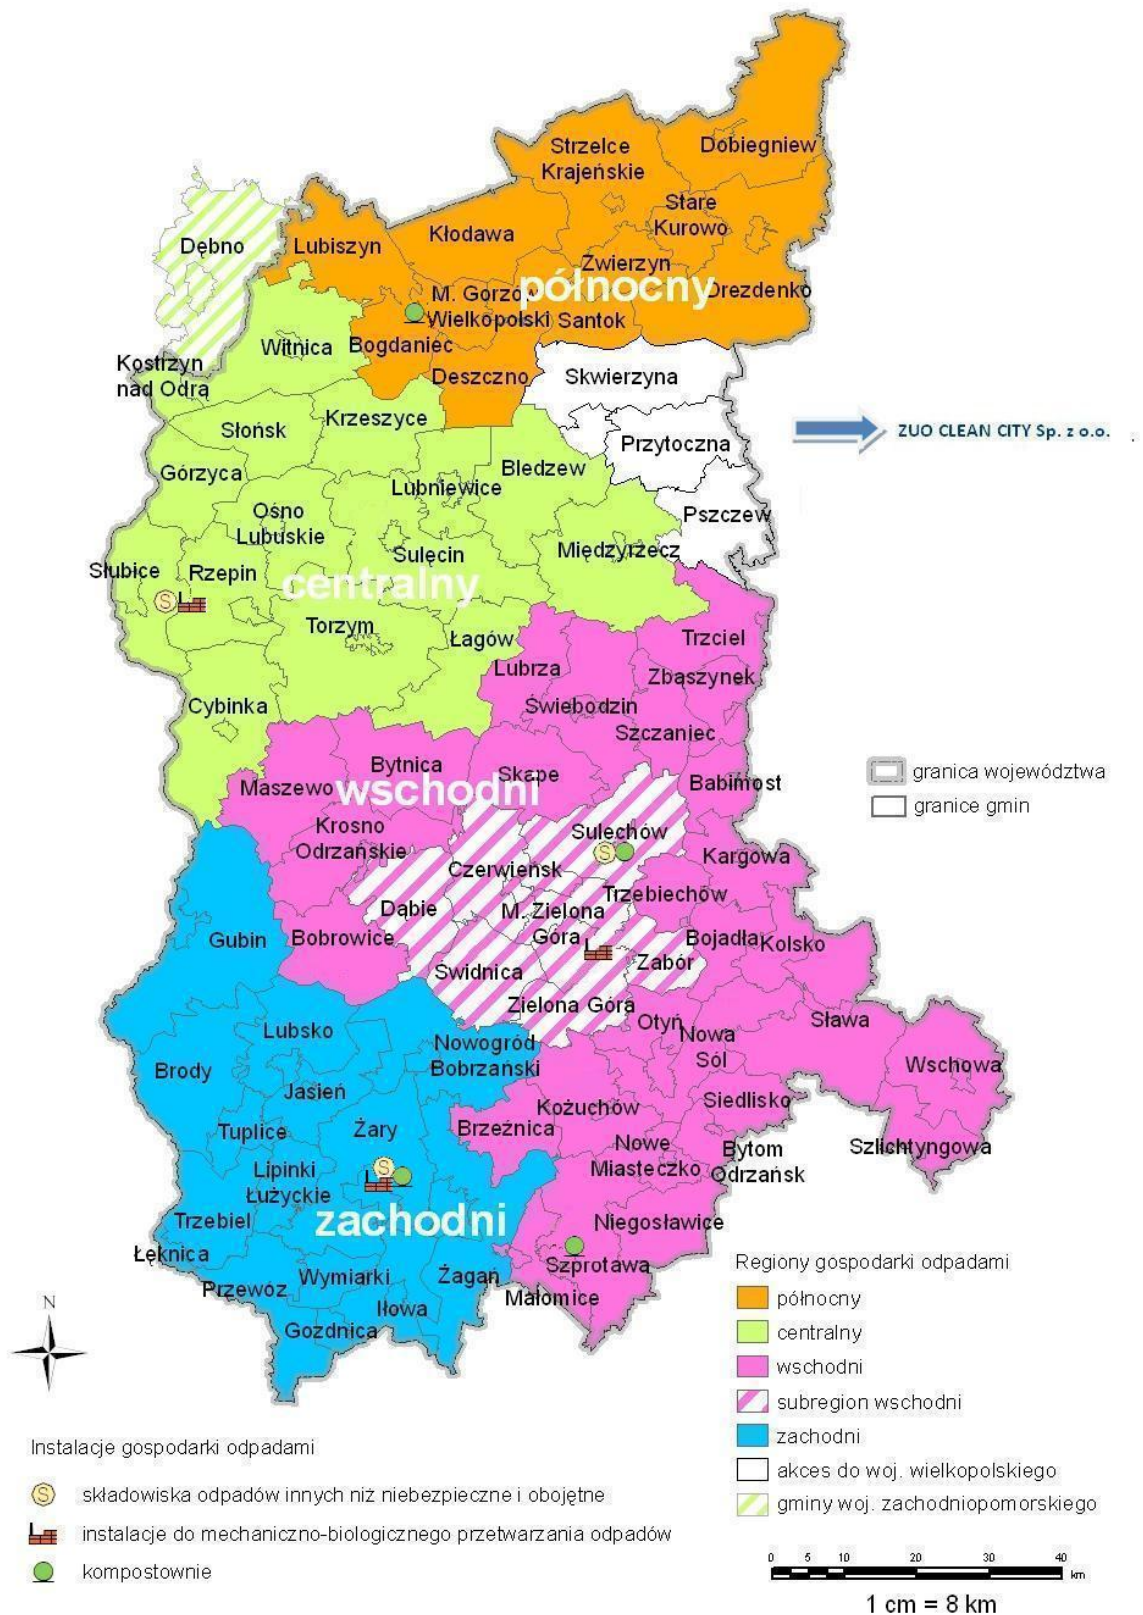 Strzelce
Krajeńskie
Dobiegniew
Stare
Kurowo
Kłodawa
Dębno
Lubiszyn
Zwierzyn
północny
Drezdenko
M. Gorzów
Wielkopolski
Santok
Witnica
Bogdaniec
Kostrzyn
nad Odrą
Deszczno
Skwierzyna
Słońsk
Krzeszyce
Przytoczna
ZUO CLEAN CITY Sp. z o.o.
Górzyca
Bledzew
Lubniewice
Ośno
Lubuskie
Pszczew
Sulęcin
Międzyrzecz
Słubice
Rzepin
centralny
S
Torzym
Łagów
Trzciel
Lubrza
Zbąszynek
Cybinka
Świebodzin
Szczaniec
Bytnica
Skąpe
Maszewo
wschodni
Babimost
granica województwa
granice gmin
Krosno
Odrzańskie
Sulechów
S
Kargowa
Czerwieńsk
Trzebiechów
Dąbie
M. Zielona
Góra
Gubin
Bobrowice
Bojadła
Kolsko
Zabór
Świdnica
Zielona Góra
Otyń
Nowa
Sól
Sława
Lubsko
Nowogród
Bobrzański
Brody
Wschowa
Jasień
Kożuchów
Siedlisko
Tuplice
Żary
Brzeźnica
Nowe
Miasteczko
Bytom
Odrzańsk
Szlichtyngowa
Lipinki
Łużyckie
S
Trzebiel
zachodni
Niegosławice
Łęknica
Szprotawa
Przewóz
Wymiarki
Żagań
Małomice
Iłowa
Gozdnica
N
Regiony gospodarki odpadami
północny
centralny
wschodni
subregion wschodni
zachodni
akces do woj. wielkopolskiego
gminy woj. zachodniopomorskiego
Instalacje gospodarki odpadami
S składowiska odpadów innych niż niebezpieczne i obojętne
instalacje do mechaniczno-biologicznego przetwarzania odpadów
kompostownie
0 5 10 20 30 40
km
1 cm = 8 km